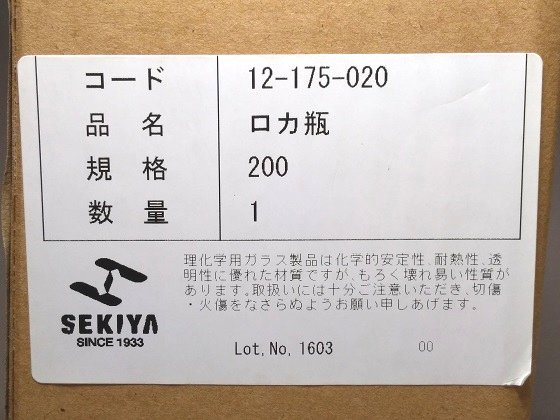 コード 12-175-020
品名 ロカ瓶
規格 200
数量 1
理化学用ガラス製品は化学的安定性、耐熱性、透
明性に優れた材質ですが、もろく壊れ易い性質が
あります。取扱いには十分ご注意いただき、切傷
・火傷をなさらぬようお願い申しあげます。
SEKIYA
SINCE 1933
Lot,No, 1603 00